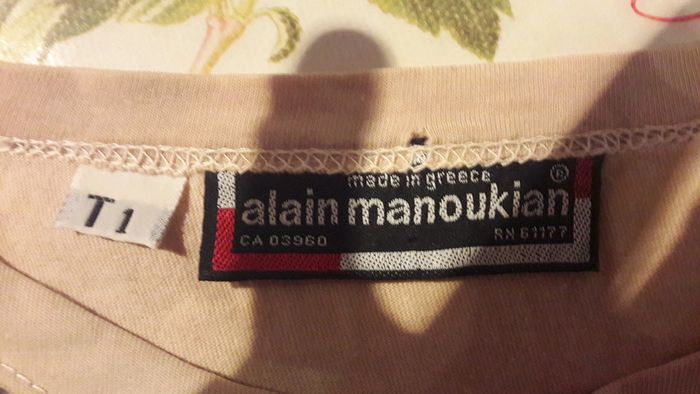 T1
made in greece
alain manoukian®
CA 03960 RN 61177